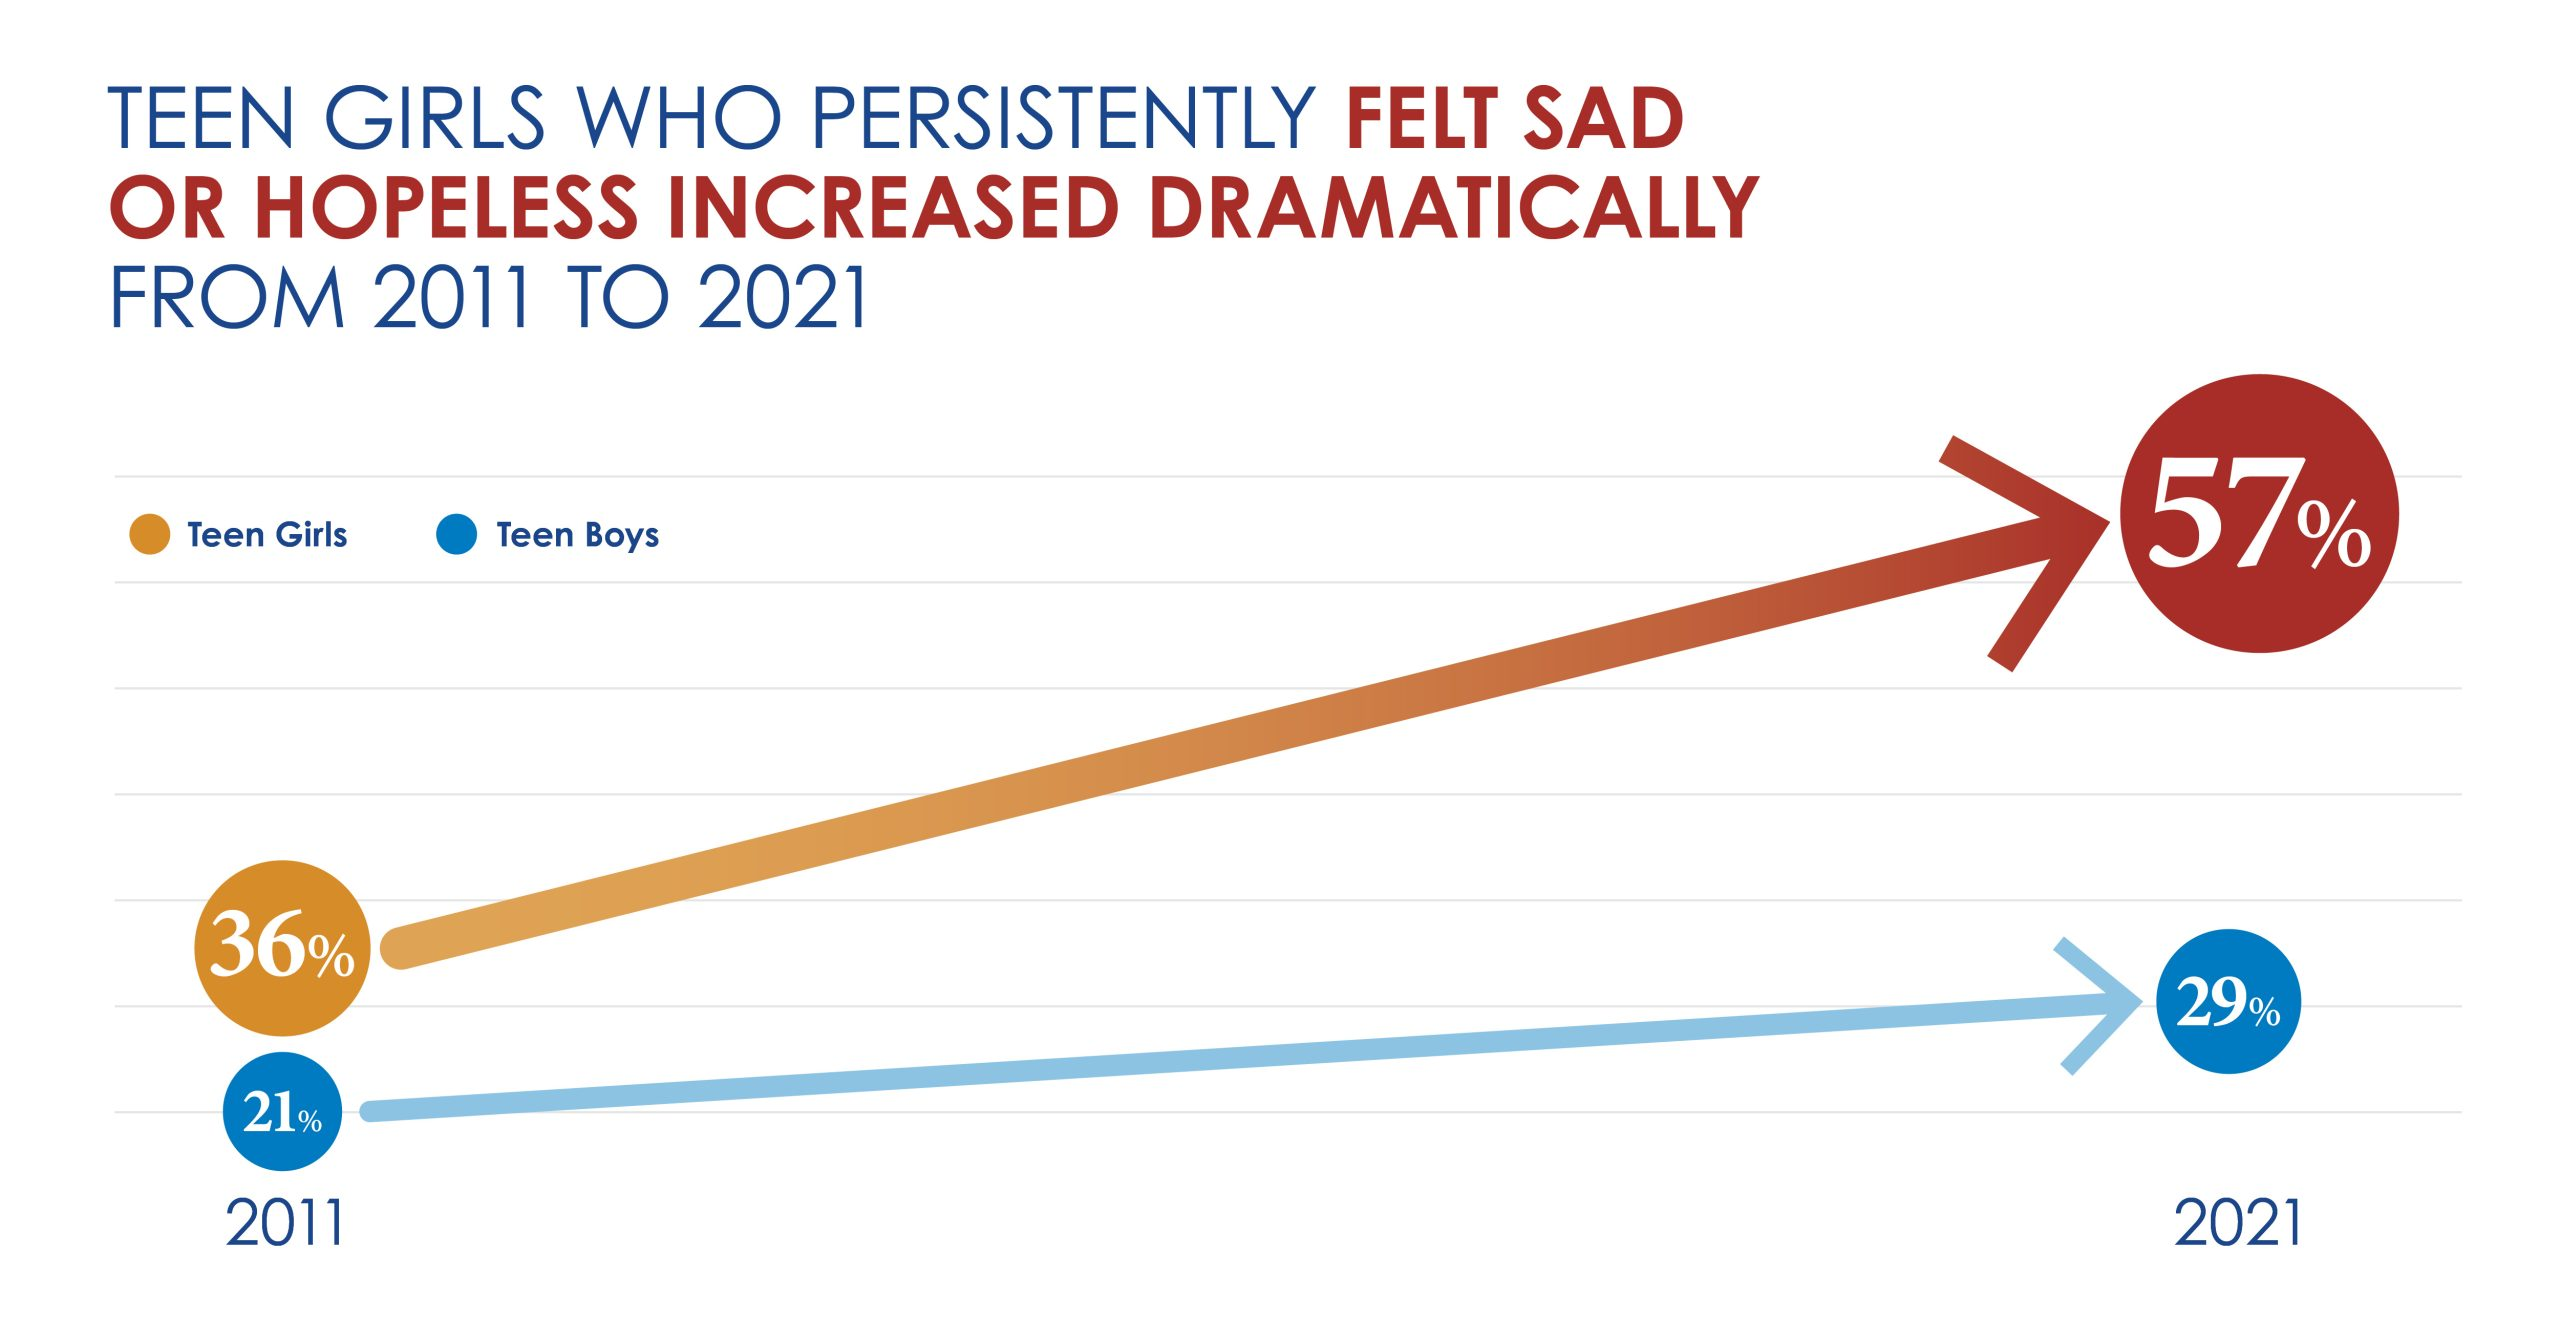 TEEN GIRLS WHO PERSISTENTLY FELT SAD
OR HOPELESS INCREASED DRAMATICALLY
FROM 2011 TO 2021
Teen Girls
Teen Boys
57%
36%
29%
21%
2011
2021